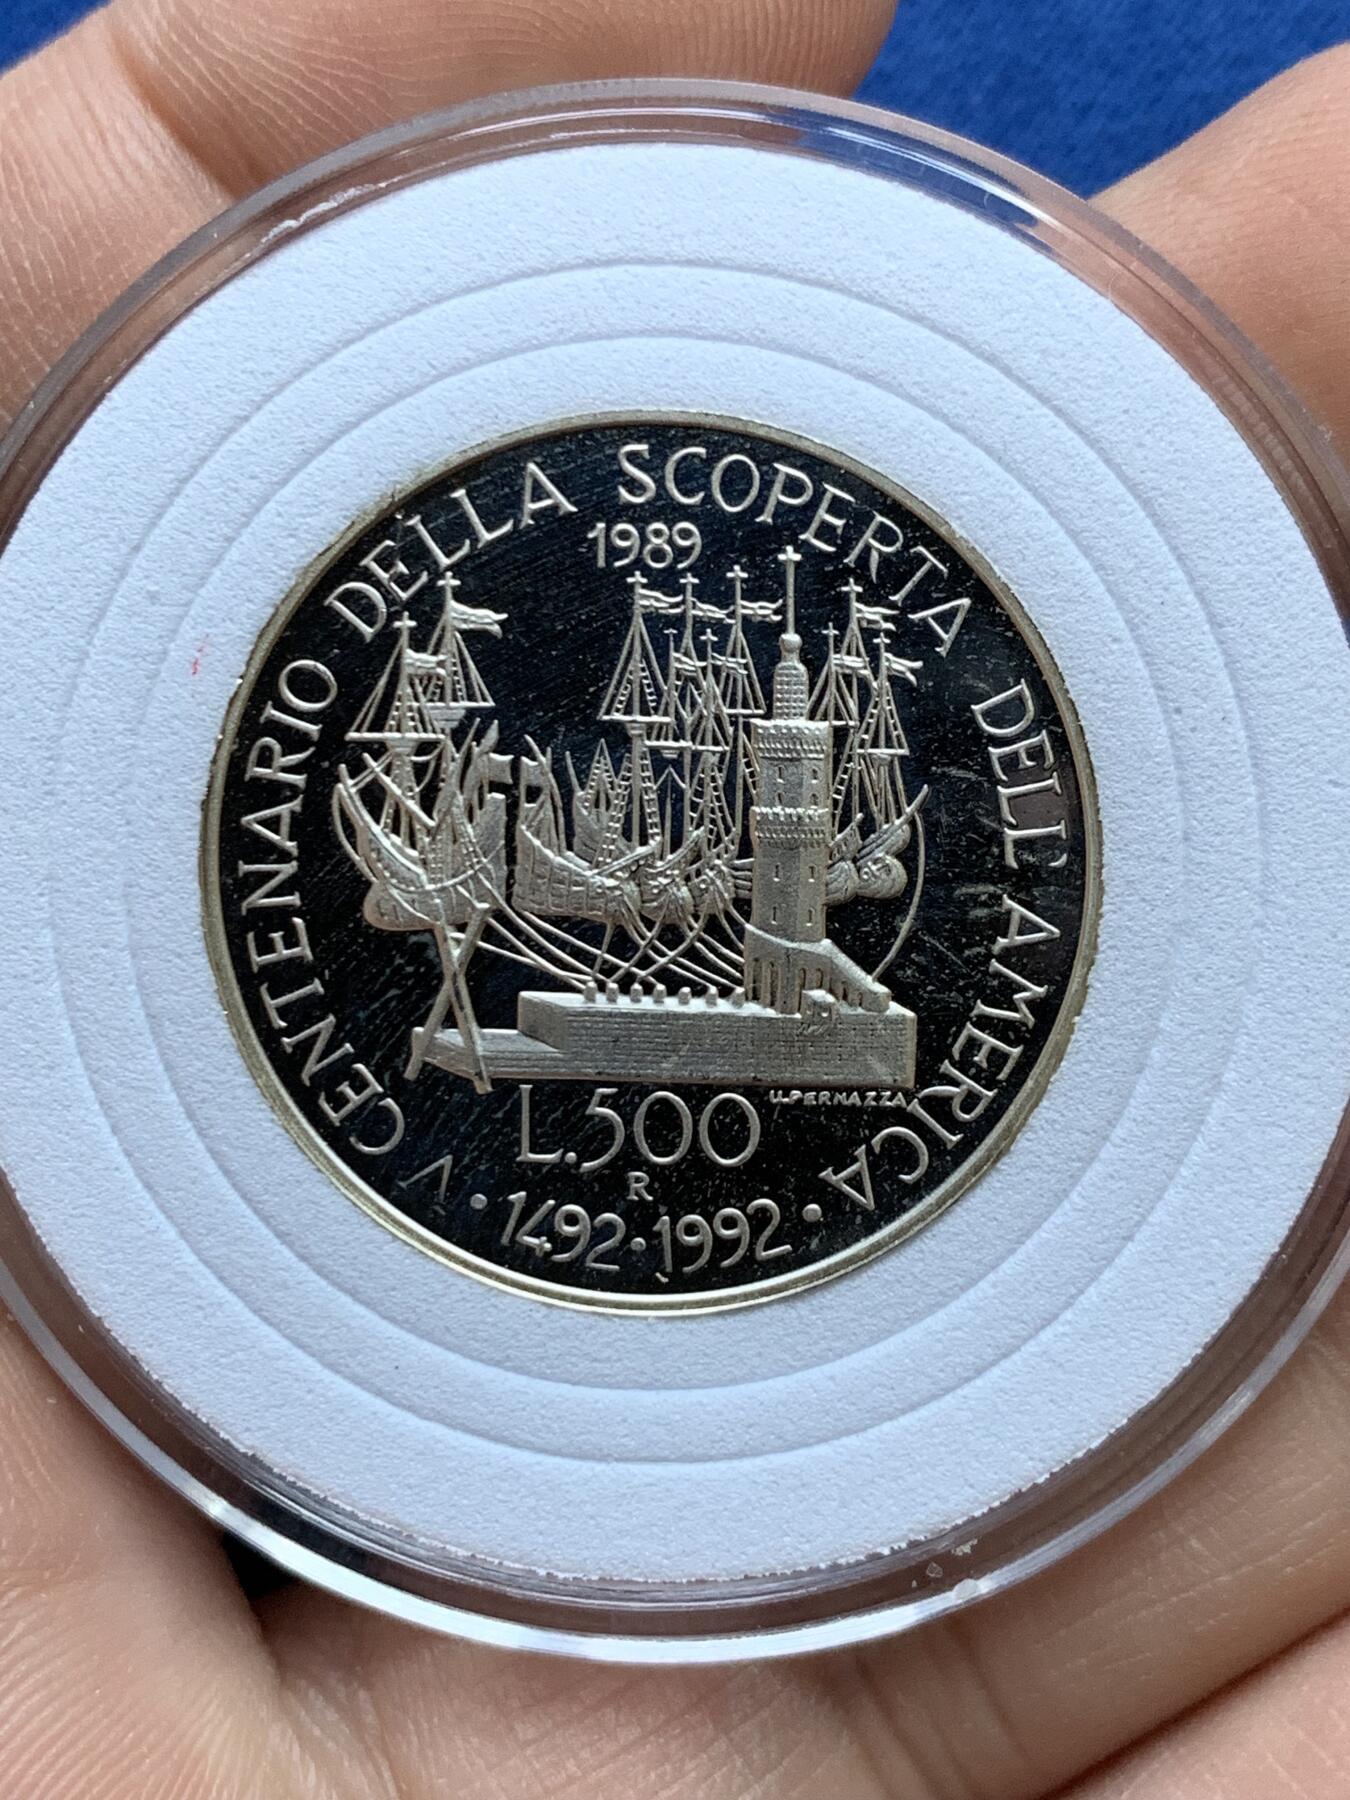 V CENTENARIO DELLA SCOPERTA DELL'AMERICA
1989
U.PERNAZZA
L.500
R
· 1492 · 1992 ·